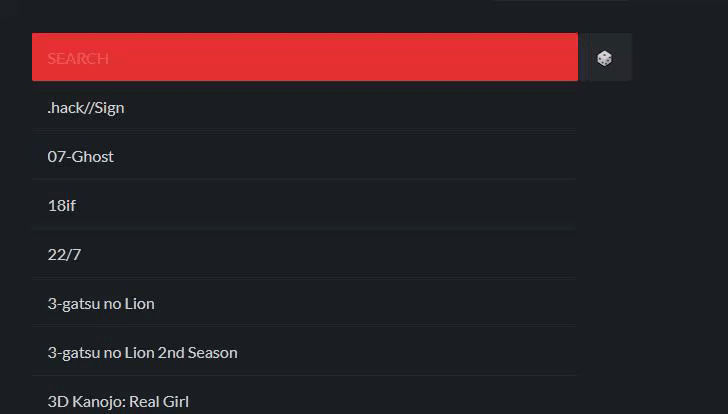 SEARCH
.hack//Sign
07-Ghost
18if
22/7
3-gatsu no Lion
3-gatsu no Lion 2nd Season
3D Kanojo: Real Girl